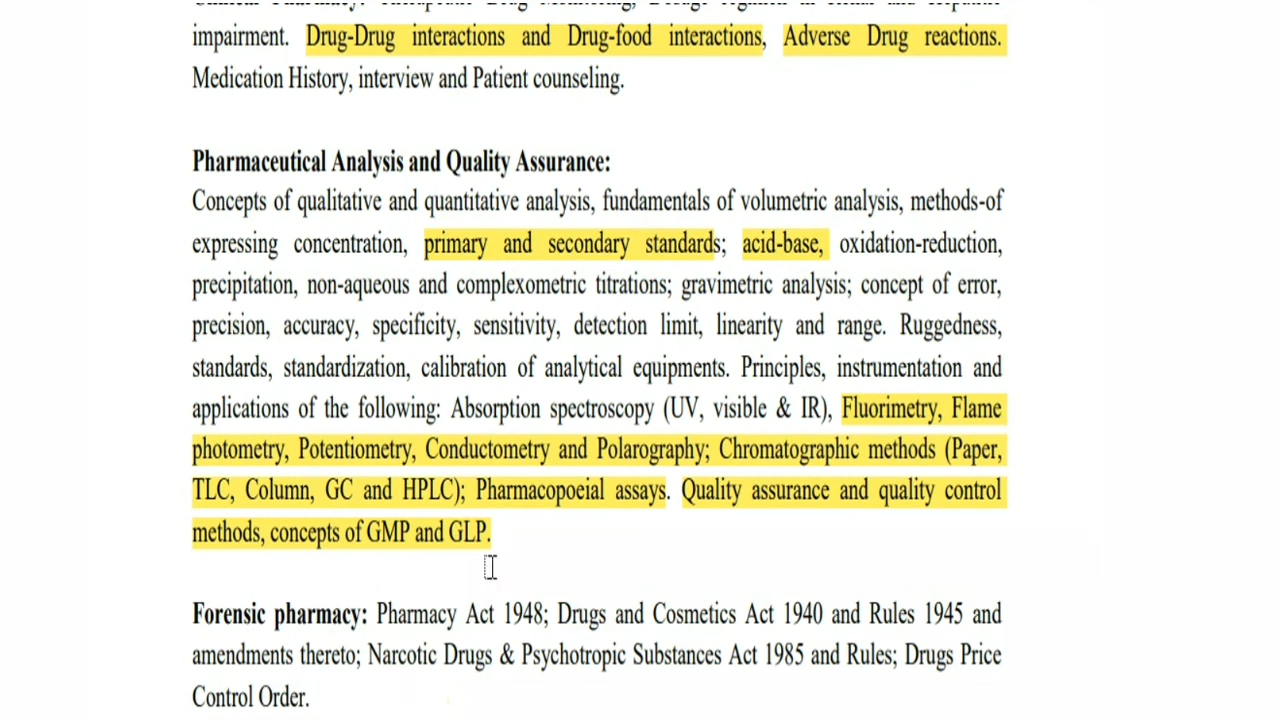 impairment. Drug-Drug interactions and Drug-food interactions, Adverse Drug reactions.
Medication History, interview and Patient counseling.
Pharmaceutical Analysis and Quality Assurance:
Concepts of qualitative and quantitative analysis, fundamentals of volumetric analysis, methods-of
expressing concentration, primary and secondary standards; acid-base, oxidation-reduction,
precipitation, non-aqueous and complexometric titrations; gravimetric analysis; concept of error,
precision, accuracy, specificity, sensitivity, detection limit, linearity and range. Ruggedness,
standards, standardization, calibration of analytical equipments. Principles, instrumentation and
applications of the following: Absorption spectroscopy (UV, visible & IR), Fluorimetry, Flame
photometry, Potentiometry, Conductometry and Polarography; Chromatographic methods (Paper,
TLC, Column, GC and HPLC); Pharmacopoeial assays. Quality assurance and quality control
methods, concepts of GMP and GLP.
Forensic pharmacy: Pharmacy Act 1948; Drugs and Cosmetics Act 1940 and Rules 1945 and
amendments thereto; Narcotic Drugs & Psychotropic Substances Act 1985 and Rules; Drugs Price
Control Order.